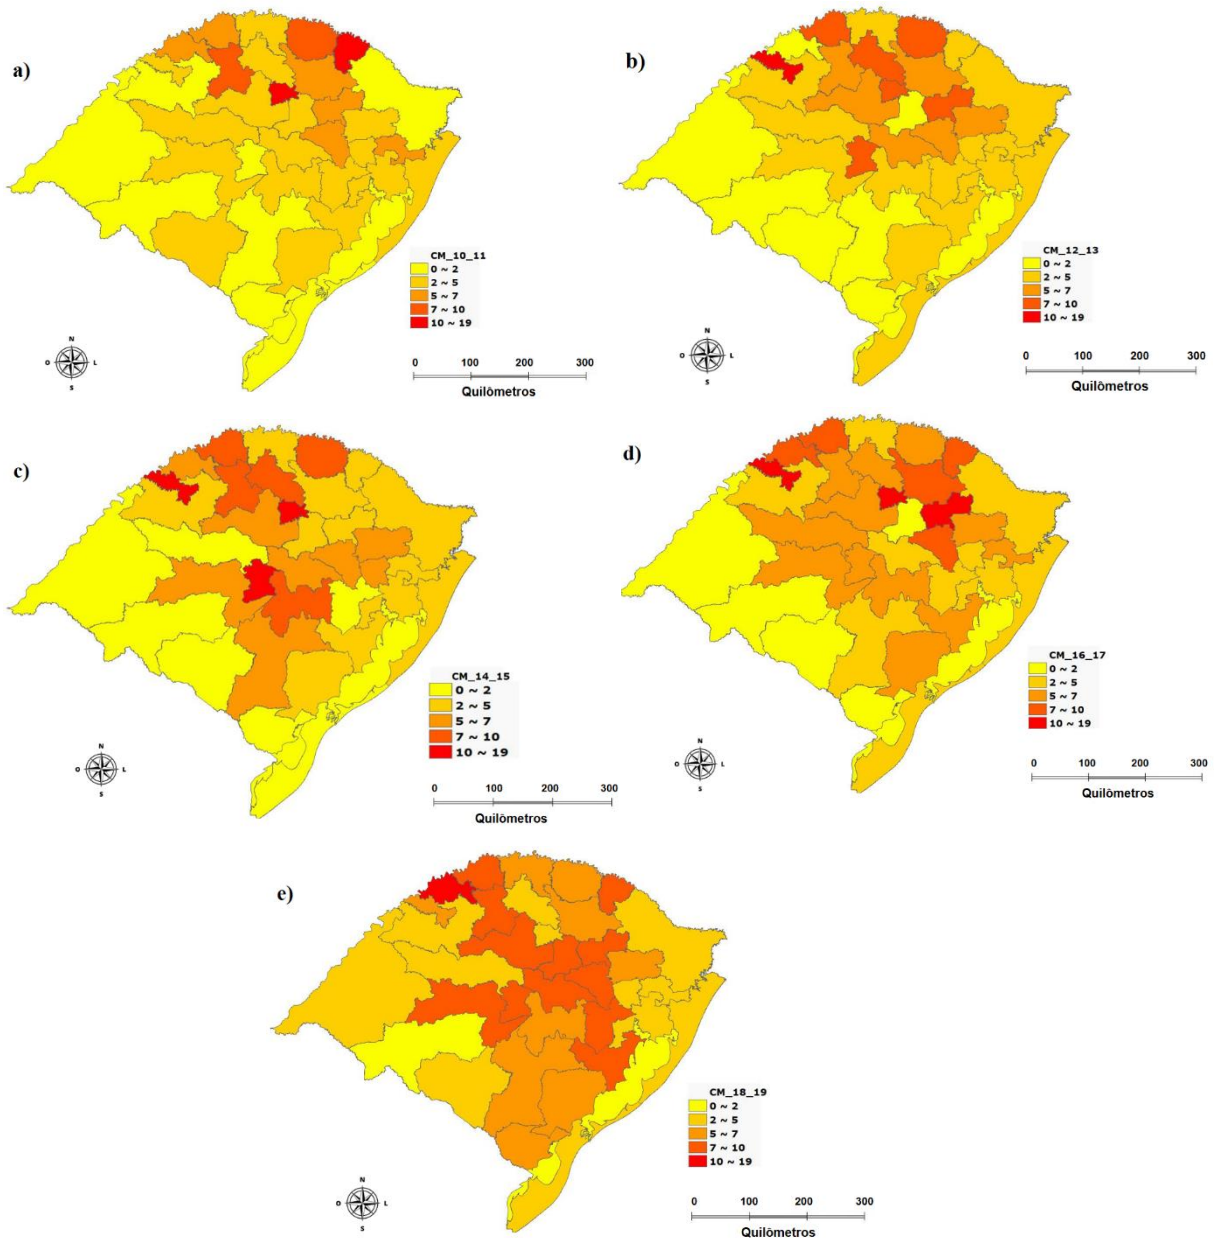 a)
CM_10_11
0 ~ 2
2 ~ 5
5 ~ 7
7 ~ 10
10 ~ 19
N
O L
S
0 100 200 300
Quilômetros
b)
CM_12_13
0 ~ 2
2 ~ 5
5 ~ 7
7 ~ 10
10 ~ 19
N
O L
S
0 100 200 300
Quilômetros
c)
CM_14_15
0 ~ 2
2 ~ 5
5 ~ 7
7 ~ 10
10 ~ 19
N
O L
S
0 100 200 300
Quilômetros
d)
CM_16_17
0 ~ 2
2 ~ 5
5 ~ 7
7 ~ 10
10 ~ 19
N
O L
S
0 100 200 300
Quilômetros
e)
CM_18_19
0 ~ 2
2 ~ 5
5 ~ 7
7 ~ 10
10 ~ 19
N
O L
S
0 100 200 300
Quilômetros